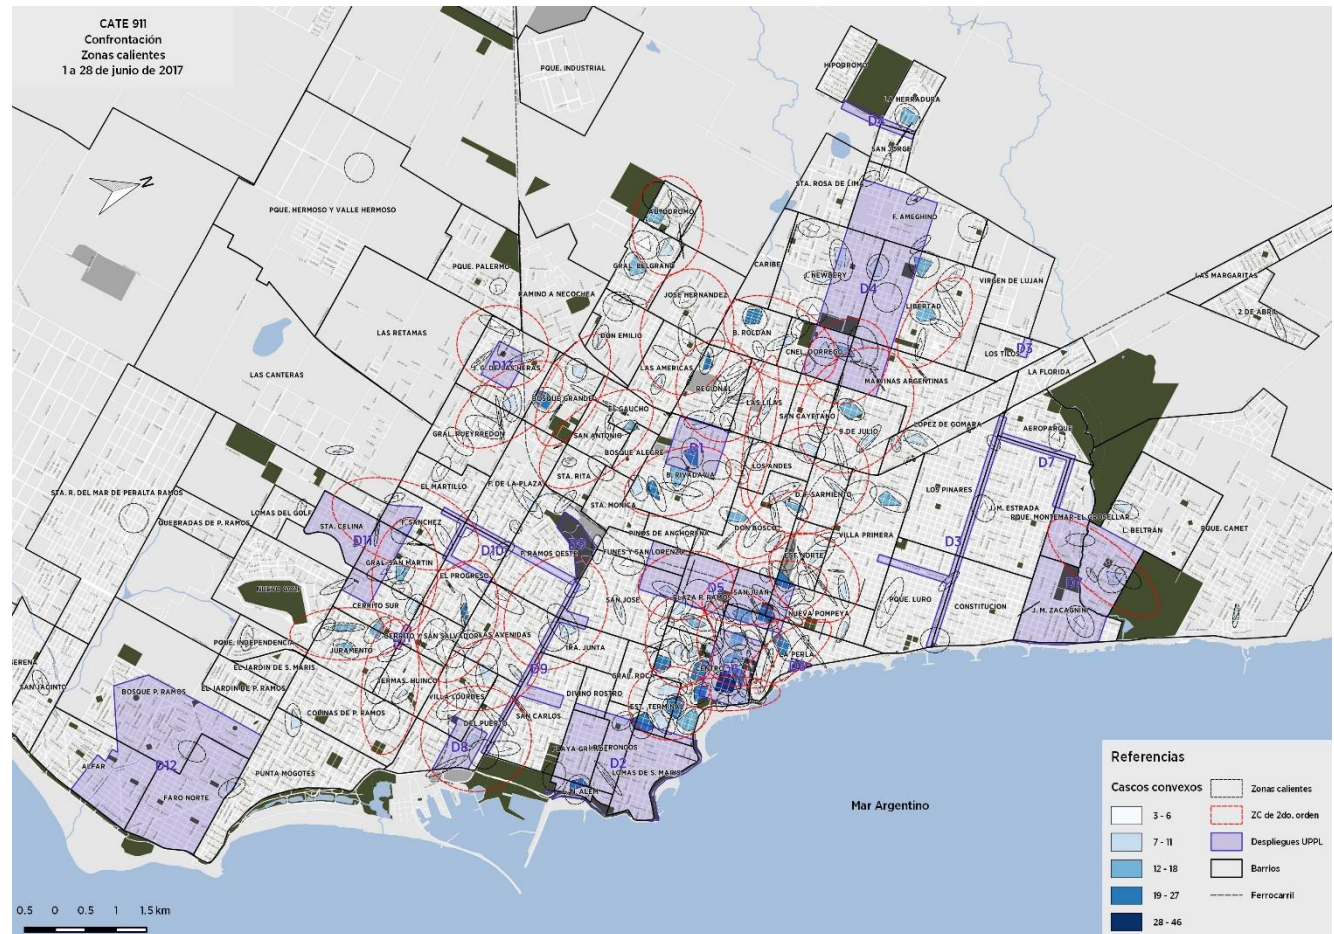 CATE 911
Confrontación
Zonas calientes
1 a 28 de junio de 2017
N
PQUE. INDUSTRIAL
HIPODROMO
LA HERRADURA
SAN JORGE
STA. ROSA DE LIMA
F. AMEGHINO
PQUE. HERMOSO Y VALLE HERMOSO
AUTODROMO
PQUE. PALERMO
GRAL. BELGRANO
CARIBE
J. NEWBERY
D4
VIRGEN DE LUJAN
LAS MARGARITAS
2 DE ABRIL
CAMINO A NECOCHEA
JOSE HERNANDEZ
LIBERTAD
LAS RETAMAS
DON EMILIO
B. ROLDAN
LOS TILOS
D3
LA FLORIDA
LAS CANTERAS
D13
J. G. DE LAS HERAS
LAS AMERICAS
REGIONAL
CNEL. DORREGO
MALVINAS ARGENTINAS
BOSQUE GRANDE
EL GAUCHO
LAS LILAS
SAN CAYETANO
9 DE JULIO
LOPEZ DE GOMARA
AEROPARQUE
GRAL. PUEYRREDON
SAN ANTONIO
BOSQUE ALEGRE
D1
B. RIVADAVIA
LOS ANDES
D7
EL MARTILLO
F. DE LA PLAZA
STA. RITA
STA. MONICA
D. F. SARMIENTO
LOS PINARES
J.M. ESTRADA
STA. R. DEL MAR DE PERALTA RAMOS
QUEBRADAS DE P. RAMOS
LOMAS DEL GOLF
STA. CELINA
F. SANCHEZ
D11
D10
P. RAMOS OESTE
PINOS DE ANCHORENA
DON BOSCO
VILLA PRIMERA
PQUE. MONTEMAR-EL GROSELLAR
L. BELTRÁN
PQUE. CAMET
FUNES Y SAN LORENZO
EST. NORTE
D3
GRAL. SAN MARTIN
EL PROGRESO
D5
PLAZA P. RAMOS
SAN JUAN
D7
NUEVO GOLF
CERRITO SUR
SAN JOSE
NUEVA POMPEYA
PQUE. LURO
CONSTITUCION
J. M. ZACAGNINI
PQUE. INDEPENDENCIA
JURAMENTO
CERRITO Y SAN SALVADOR
LAS AVENIDAS
1RA. JUNTA
LA PERLA
SERENA
SAN JACINTO
EL JARDIN DE S. MARIS.
EL JARDIN DE P. RAMOS
TERMAS HUINCO
D9
GRAL. ROCA
CENTRO
BOSQUE P. RAMOS
COLINAS DE P. RAMOS
VILLA LOURDES
DIVINO ROSTRO
EST. TERMINAL
DEL PUERTO
SAN CARLOS
D8
PLAYA GRANDE
LOS TRONCOS
D2
LOMAS DE S. MARIS
ALFAR
D12
FARO NORTE
PUNTA MOGOTES
L. N. ALEM
Mar Argentino
Referencias
Cascos convexos
3 - 6
7 - 11
12 - 18
19 - 27
28 - 46
Zonas calientes
ZC de 2do. orden
Despliegues UPPL
Barrios
Ferrocarril
0.5 0 0.5 1 1.5 km